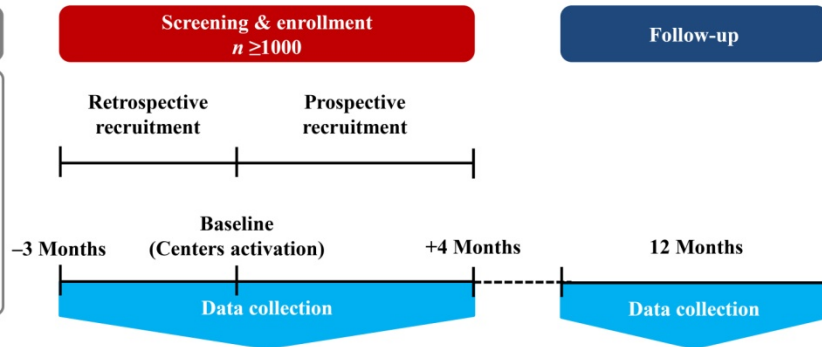 Screening & enrollment
n ≥1000
Follow-up
Retrospective
recruitment
Prospective
recruitment
–3 Months
Baseline
(Centers activation)
+4 Months
12 Months
Data collection
Data collection